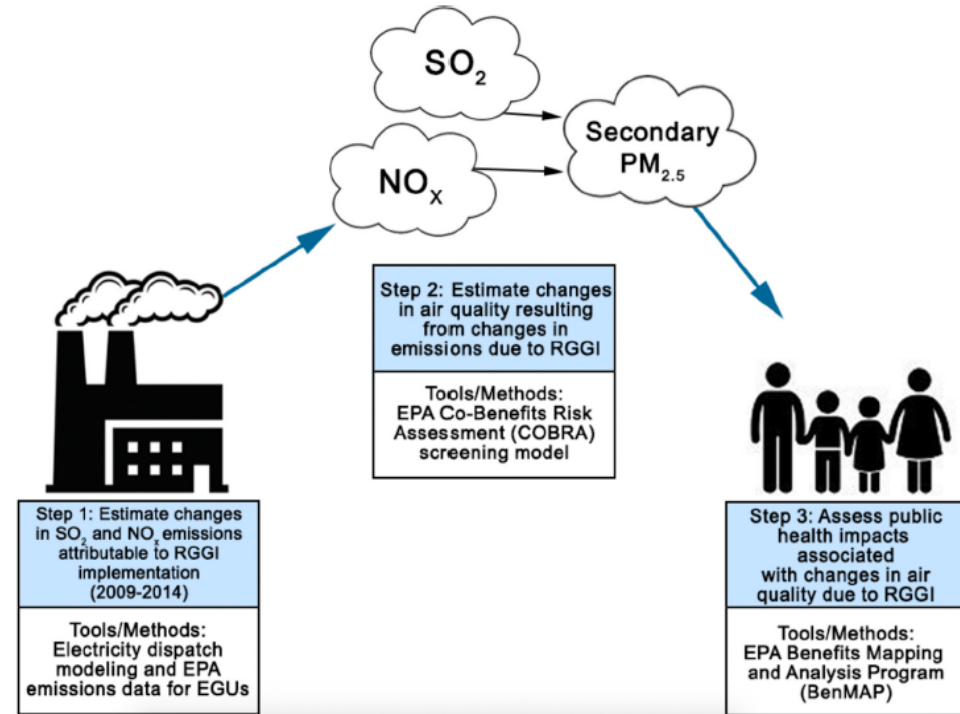 SO₂
NOₓ
Secondary
PM₂.₅
Step 1: Estimate changes
in SO₂ and NOₓ emissions
attributable to RGGI
implementation
(2009-2014)
Tools/Methods:
Electricity dispatch
modeling and EPA
emissions data for EGUs
Step 2: Estimate changes
in air quality resulting
from changes in
emissions due to RGGI
Tools/Methods:
EPA Co-Benefits Risk
Assessment (COBRA)
screening model
Step 3: Assess public
health impacts
associated
with changes in air
quality due to RGGI
Tools/Methods:
EPA Benefits Mapping
and Analysis Program
(BenMAP)